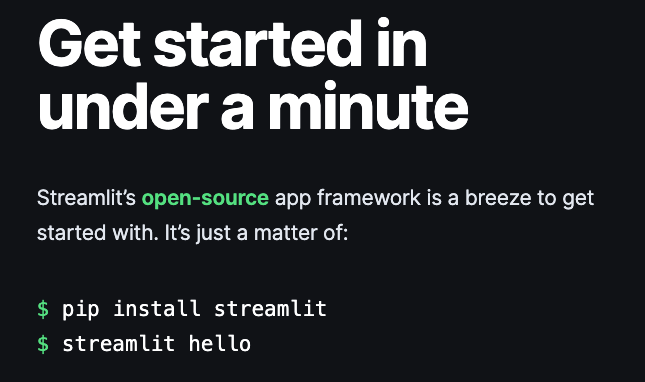 Get started in
under a minute
Streamlit’s open-source app framework is a breeze to get
started with. It’s just a matter of:
$ pip install streamlit
$ streamlit hello